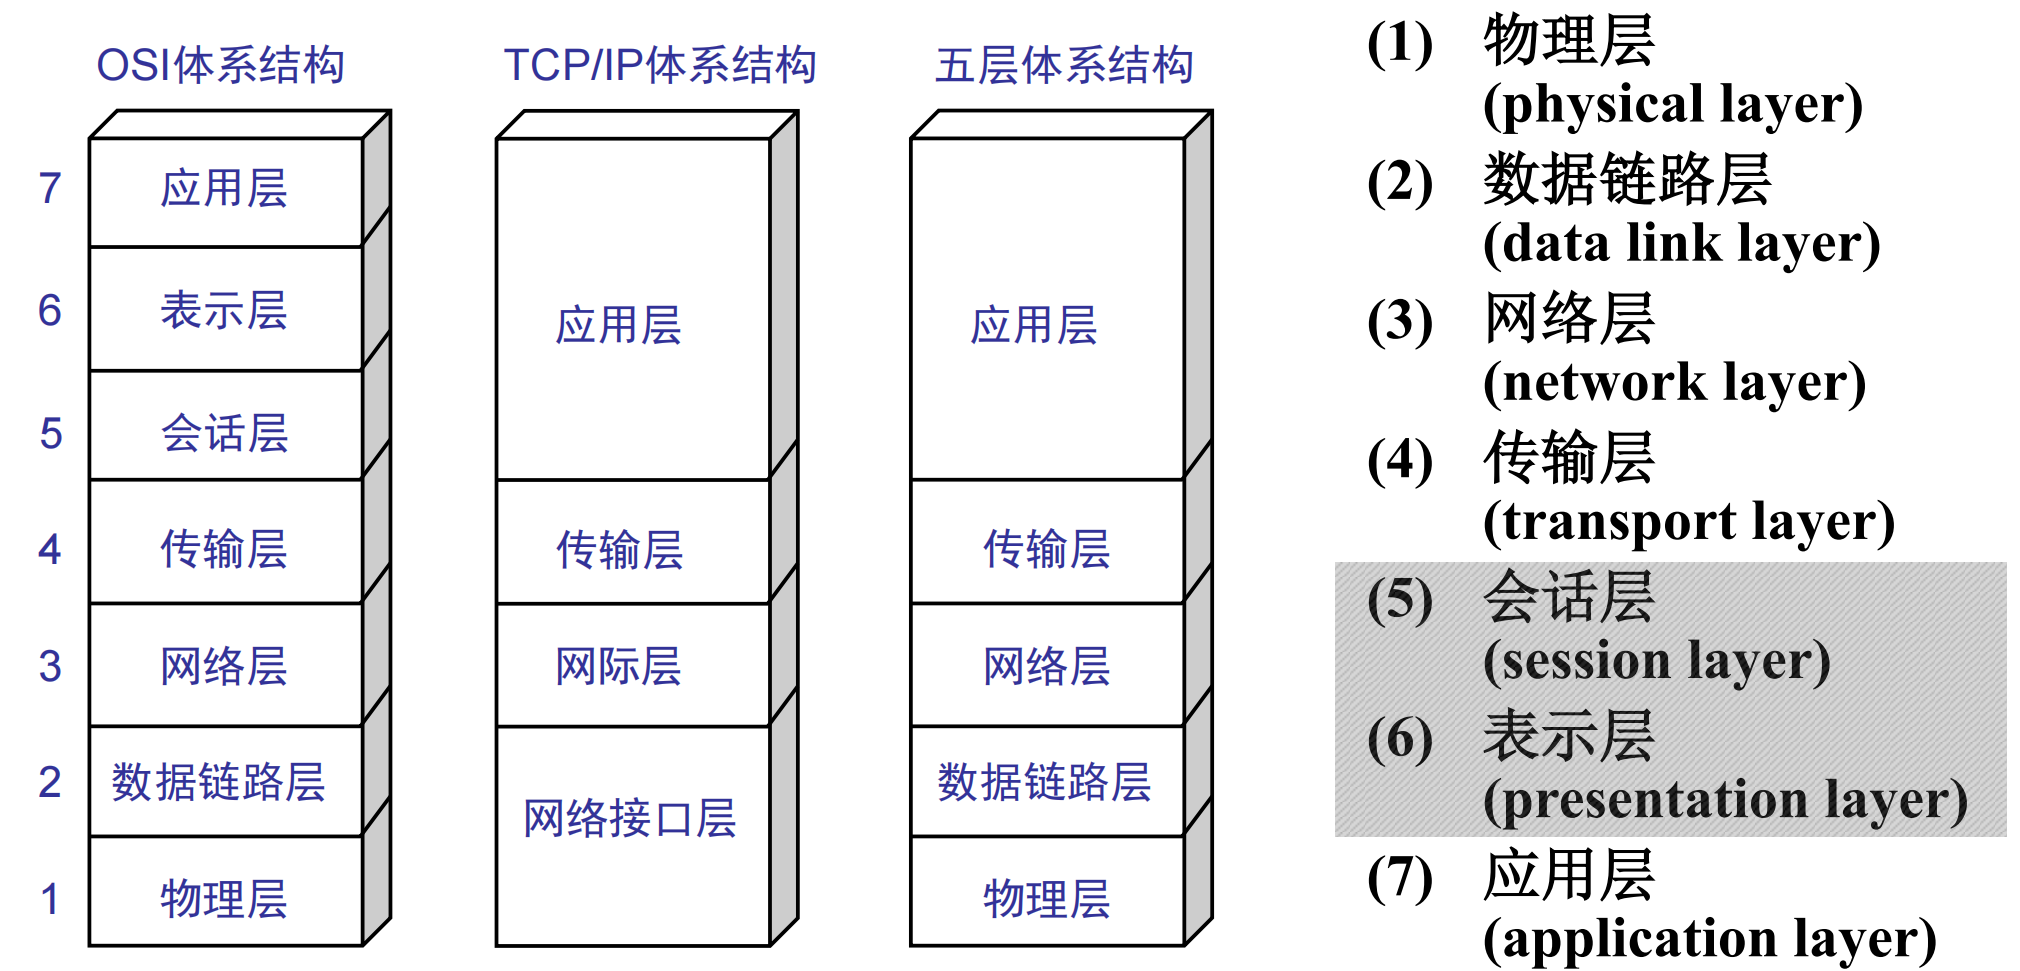 OSI体系结构
7
应用层
6
表示层
5
会话层
4
传输层
3
网络层
2
数据链路层
1
物理层
TCP/IP体系结构
应用层
传输层
网际层
网络接口层
五层体系结构
应用层
传输层
网络层
数据链路层
物理层
(1) 物理层
(physical layer)
(2) 数据链路层
(data link layer)
(3) 网络层
(network layer)
(4) 传输层
(transport layer)
(5) 会话层
(session layer)
(6) 表示层
(presentation layer)
(7) 应用层
(application layer)